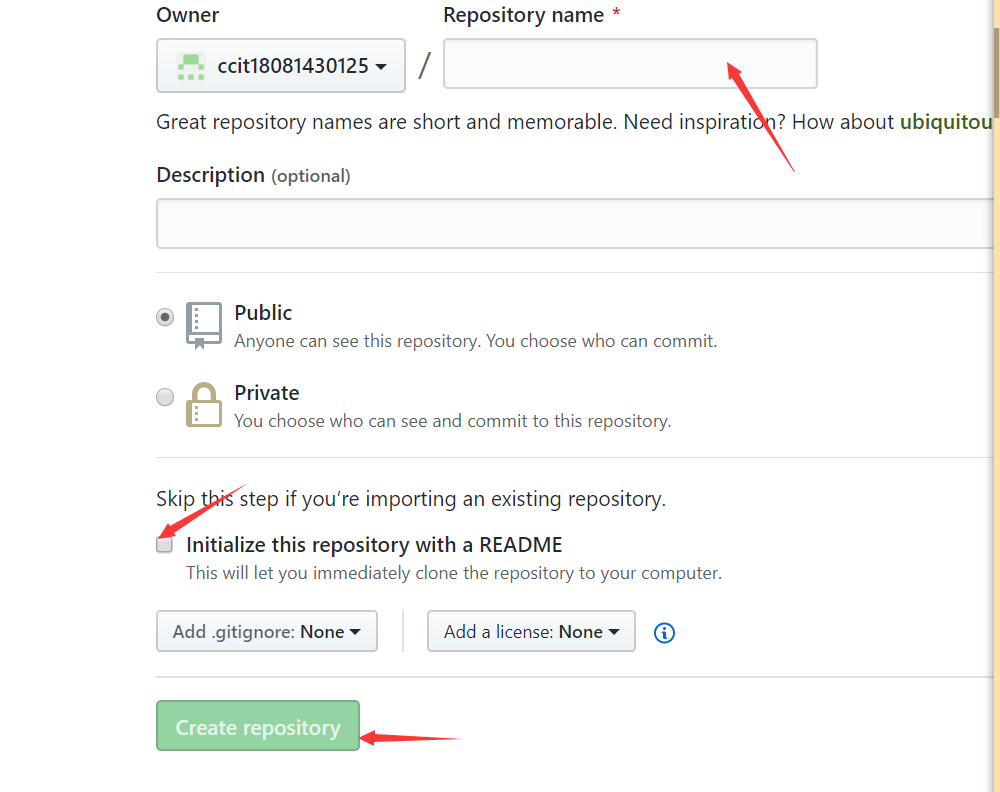 Owner
Repository name *
ccit18081430125 /
Great repository names are short and memorable. Need inspiration? How about ubiquitou
Description (optional)
Public
Anyone can see this repository. You choose who can commit.
Private
You choose who can see and commit to this repository.
Skip this step if you’re importing an existing repository.
Initialize this repository with a README
This will let you immediately clone the repository to your computer.
Add .gitignore: None
Add a license: None
Create repository